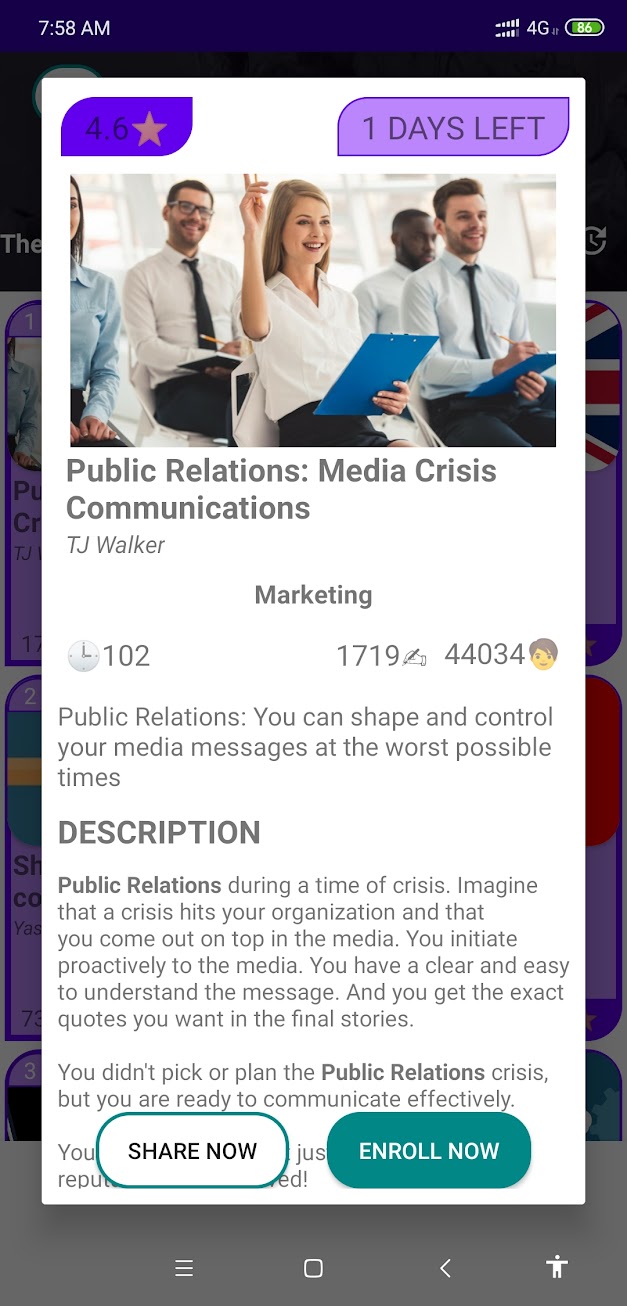 7:58 AM
4G
86
4.6
1 DAYS LEFT
The
1
Public Relations: Media Crisis
Communications
TJ Walker
Pu
Cr
TJ
Marketing
17
102
1719
44034
2
Public Relations: You can shape and control
your media messages at the worst possible
times
DESCRIPTION
Sh
co
Yas
Public Relations during a time of crisis. Imagine
that a crisis hits your organization and that
you come out on top in the media. You initiate
proactively to the media. You have a clear and easy
to understand the message. And you get the exact
quotes you want in the final stories.
73
3
You didn't pick or plan the Public Relations crisis,
but you are ready to communicate effectively.
You
jus
SHARE NOW
ENROLL NOW